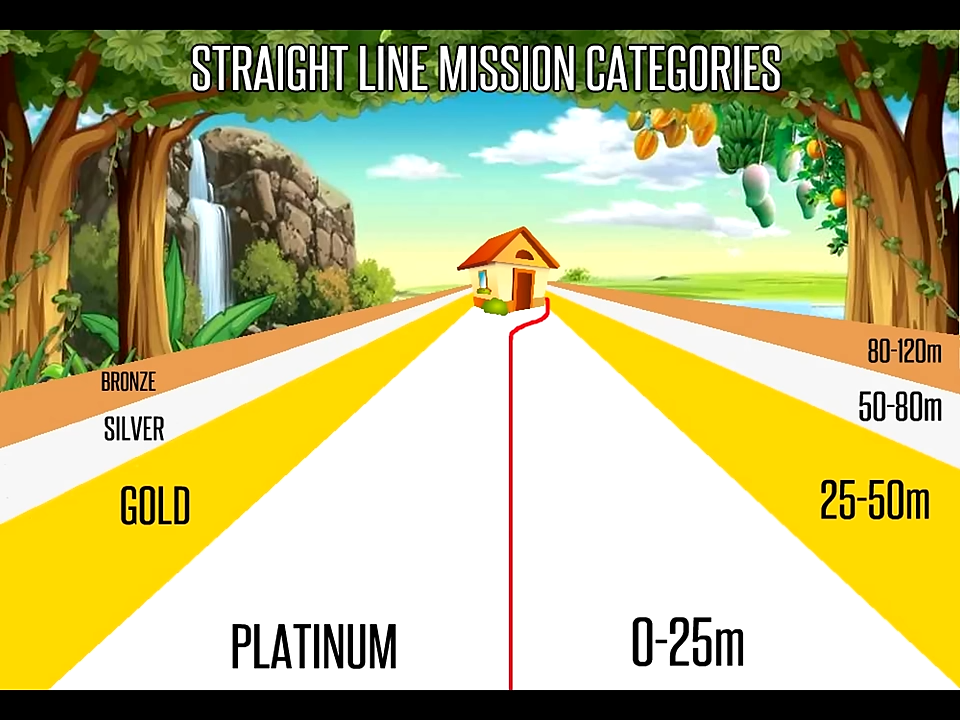 STRAIGHT LINE MISSION CATEGORIES
BRONZE
80-120m
SILVER
50-80m
GOLD
25-50m
PLATINUM
0-25m